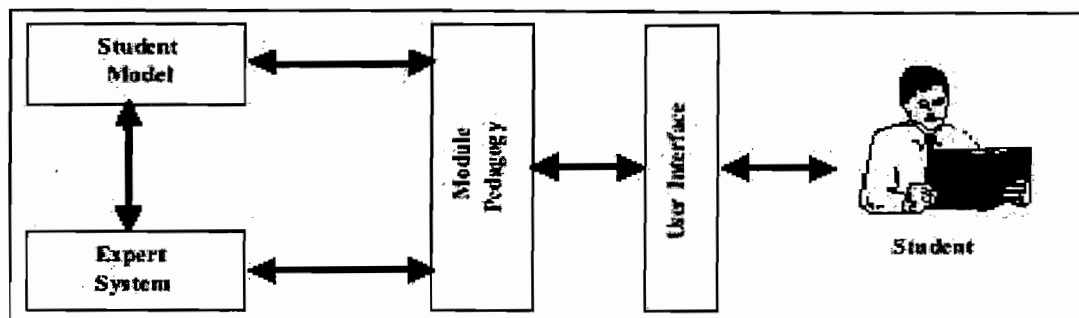 Student
Model
Expert
System
Module
Pedagogy
User Interface
Student